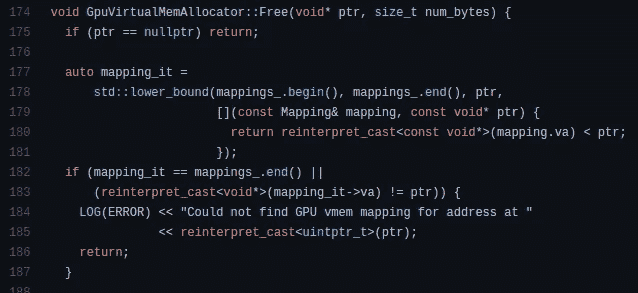 174 void GpuVirtualMemAllocator::Free(void* ptr, size_t num_bytes) {
175   if (ptr == nullptr) return;
176
177   auto mapping_it =
178       std::lower_bound(mappings_.begin(), mappings_.end(), ptr,
179                        [](const Mapping& mapping, const void* ptr) {
180                          return reinterpret_cast<const void*>(mapping.va) < ptr;
181                        });
182   if (mapping_it == mappings_.end() ||
183       (reinterpret_cast<void*>(mapping_it->va) != ptr)) {
184     LOG(ERROR) << "Could not find GPU vmem mapping for address at "
185                << reinterpret_cast<uintptr_t>(ptr);
186     return;
187   }
188